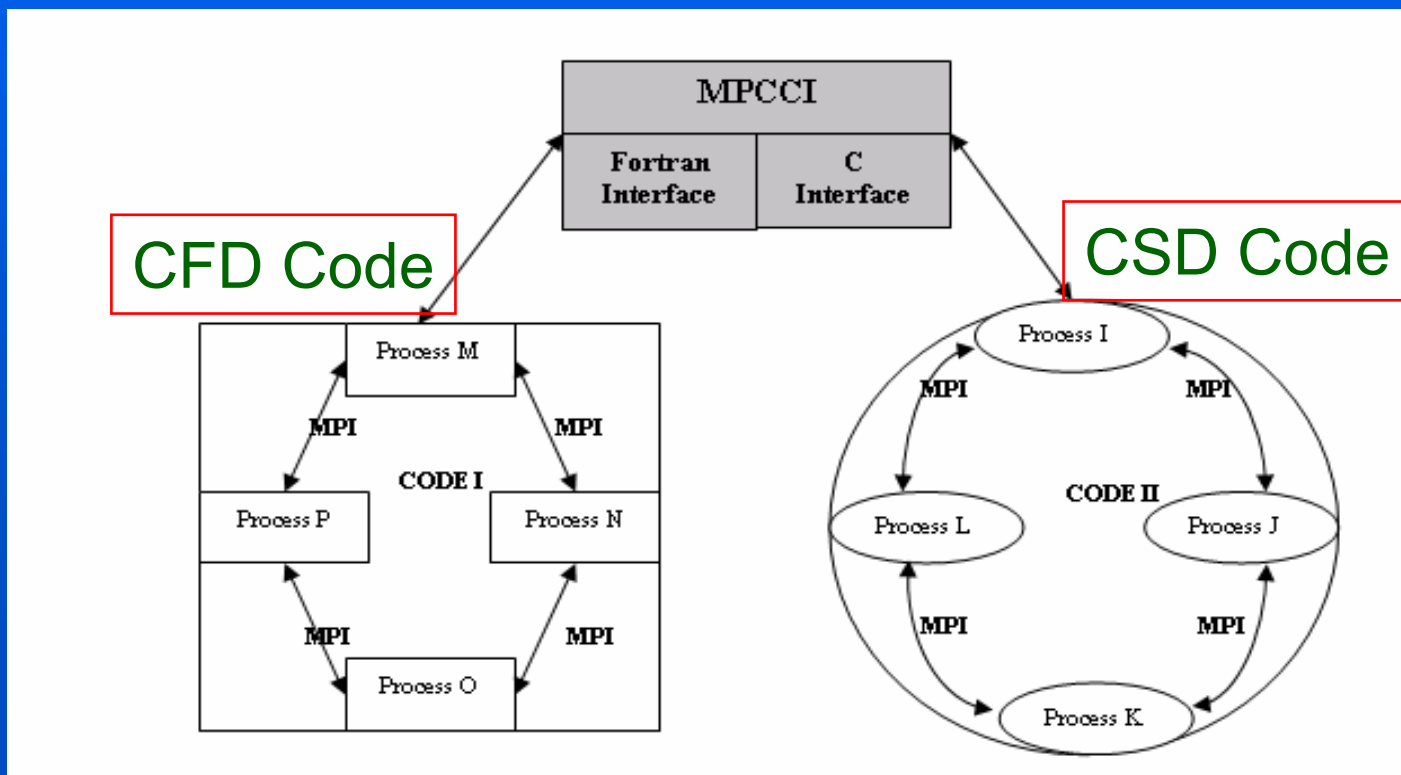 MPCCI
Fortran
Interface
C
Interface
CFD Code
CSD Code
Process M
MPI
MPI
CODE I
Process P
Process N
MPI
MPI
Process O
Process I
MPI
MPI
CODE II
Process L
Process J
MPI
MPI
Process K